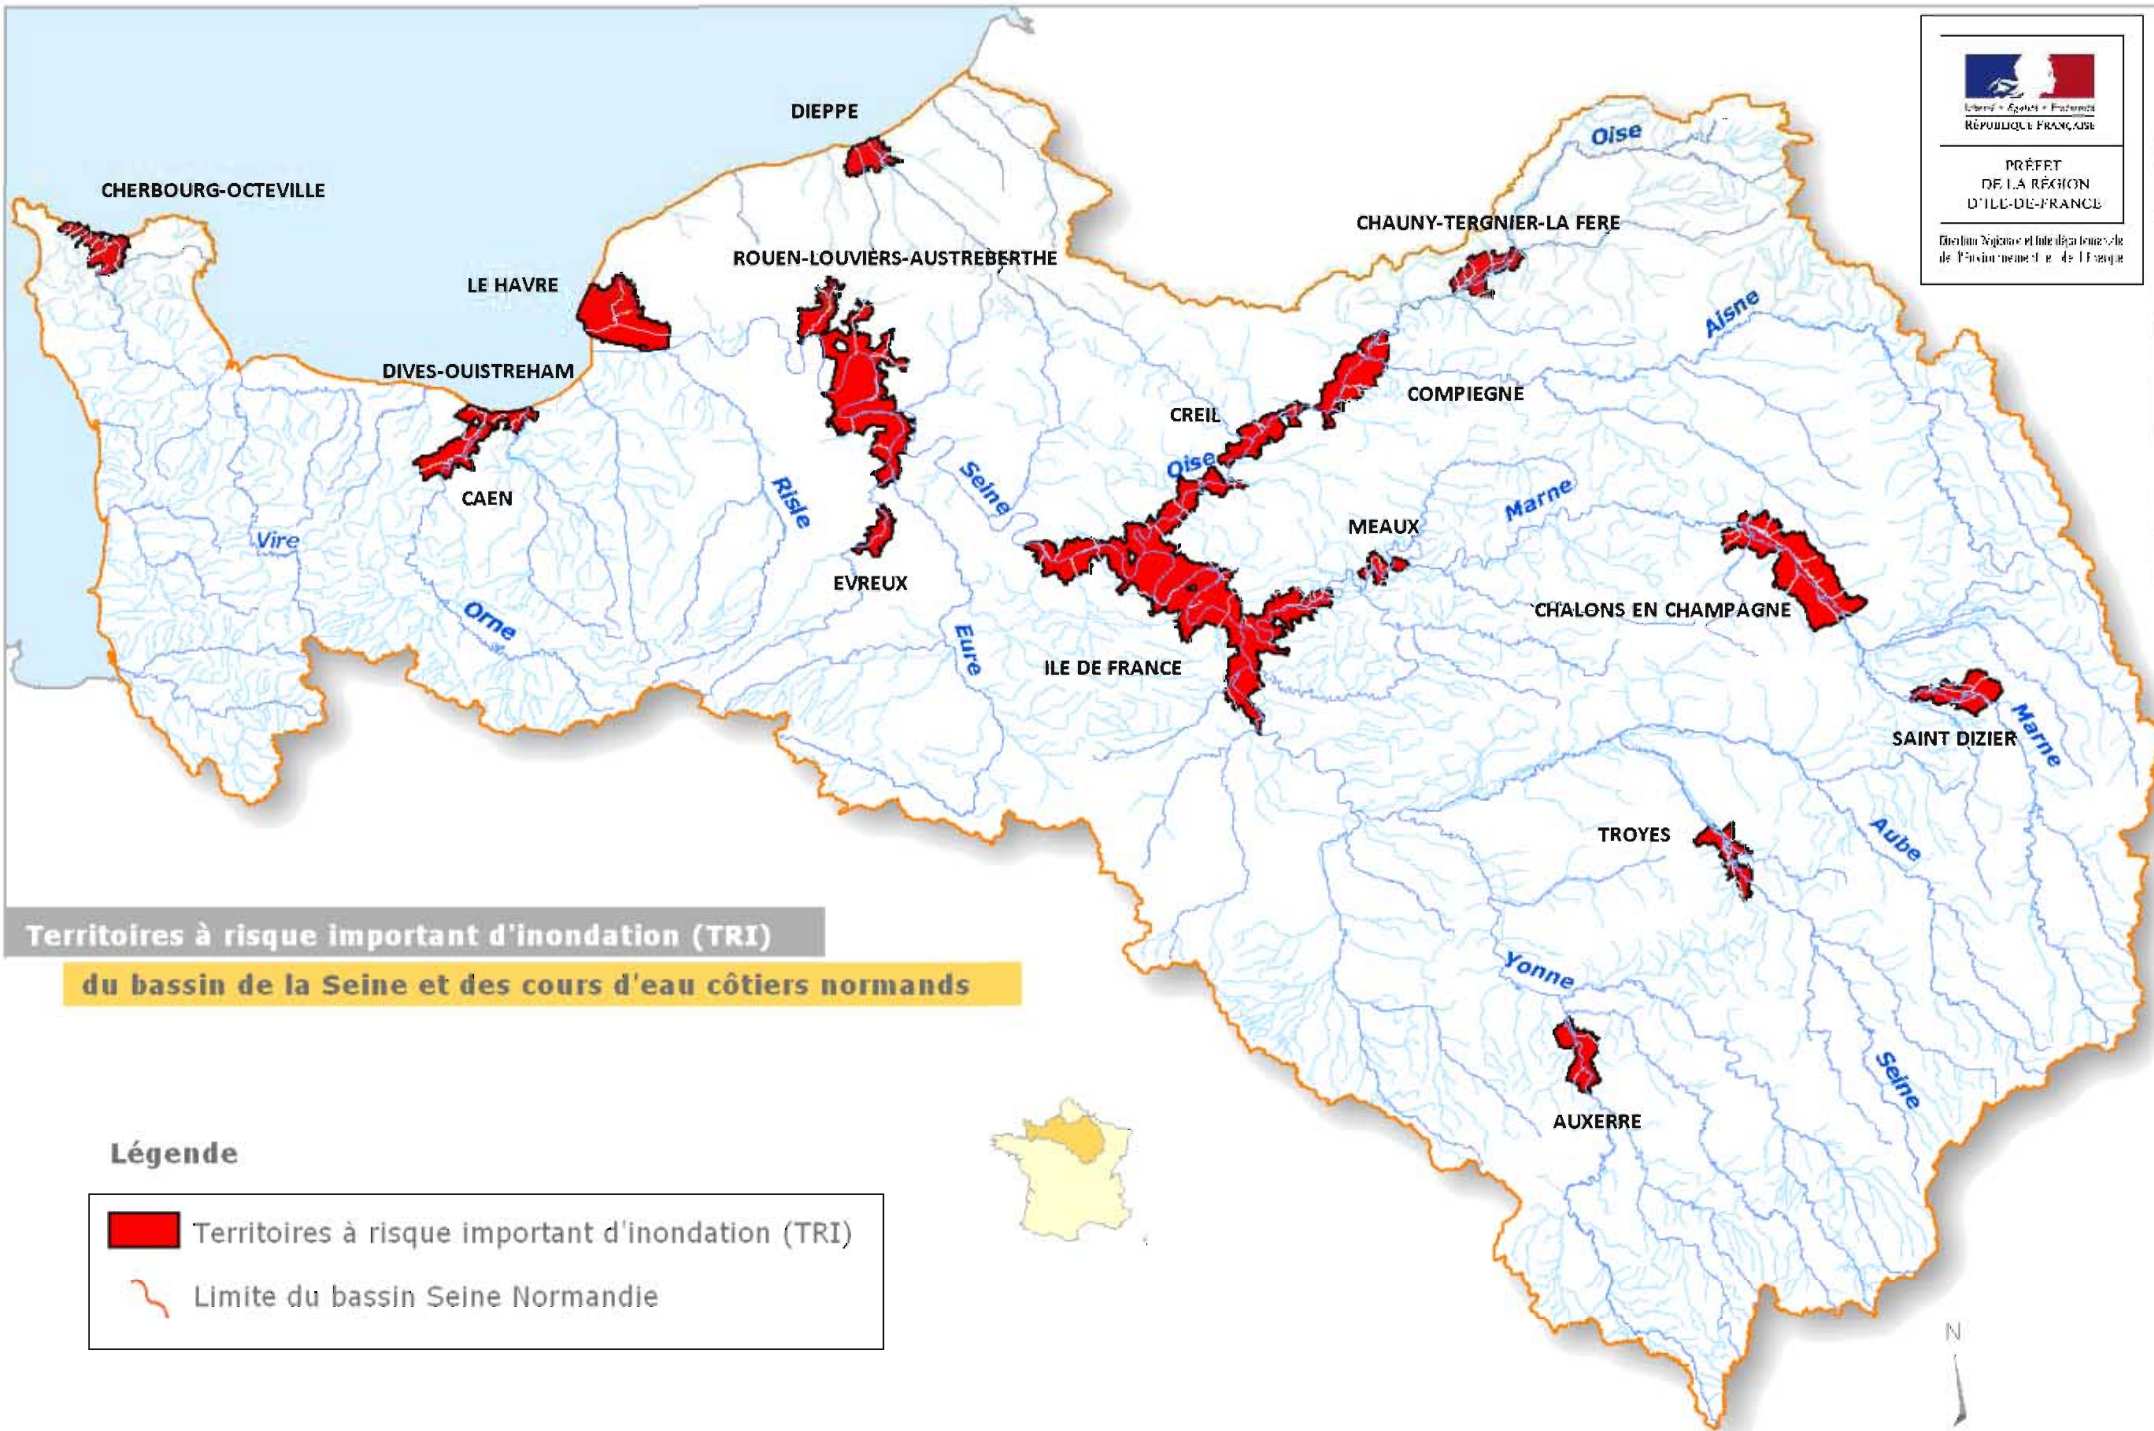 DIEPPE
CHERBOURG-OCTEVILLE
Oise
CHAUNY-TERGNIER-LA FERE
ROUEN-LOUVIERS-AUSTREBERTHE
LE HAVRE
Aisne
DIVES-OUISTREHAM
COMPIEGNE
CREIL
Oise
Seine
Risle
CAEN
Marne
MEAUX
Vire
EVREUX
CHALONS EN CHAMPAGNE
Orne
Eure
ILE DE FRANCE
SAINT DIZIER
Marne
TROYES
Aube
Yonne
Seine
AUXERRE
RÉPUBLIQUE FRANÇAISE
PRÉFET
DE LA RÉGION
D'ILE-DE-FRANCE
Territoires à risque important d'inondation (TRI)
du bassin de la Seine et des cours d'eau côtiers normands
Légende
Territoires à risque important d'inondation (TRI)
Limite du bassin Seine Normandie
N